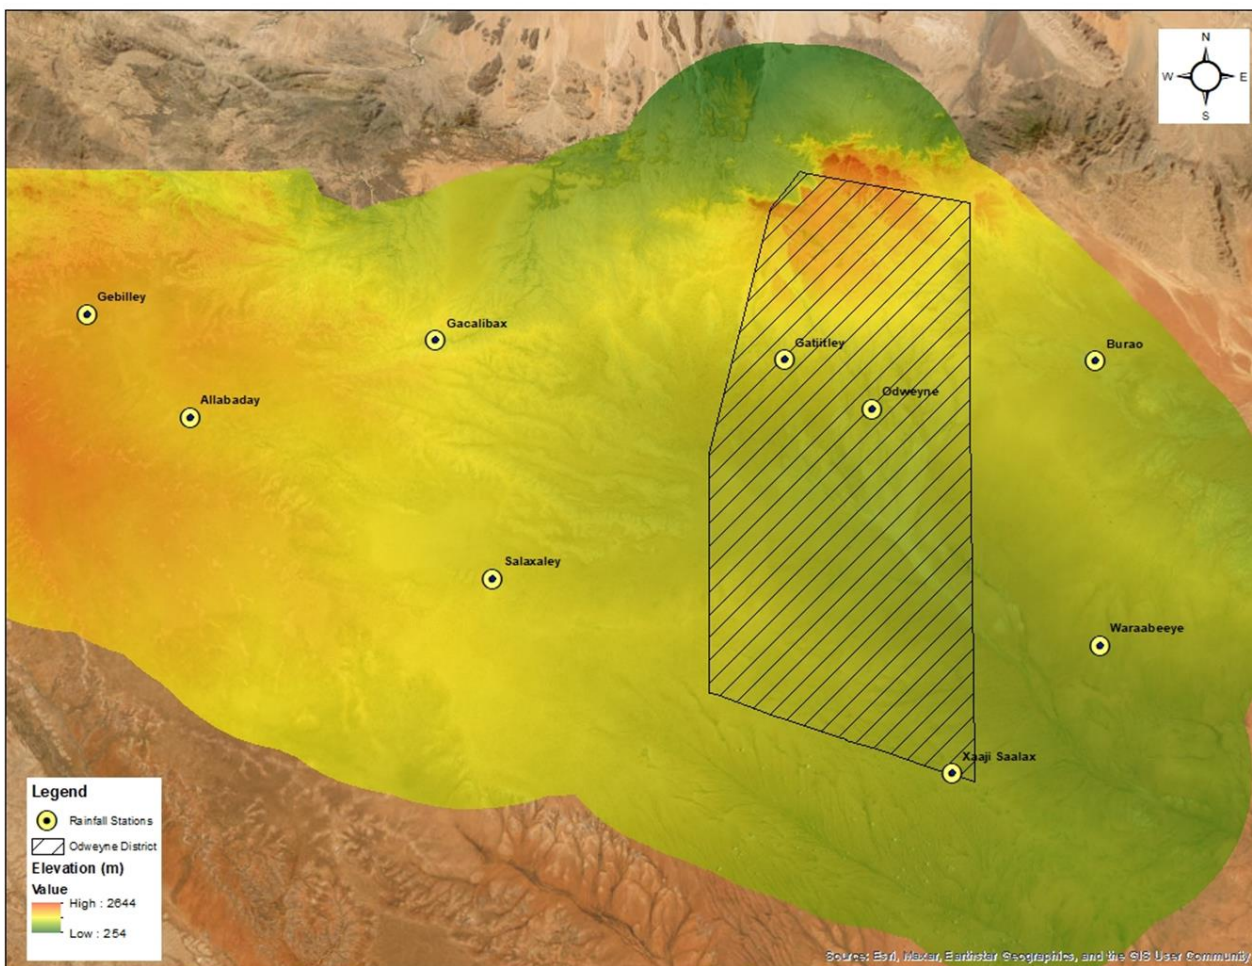 N
W E
S
Gebilley
Gacalibax
Gatiitley
Burao
Allabaday
Odweyne
Salaxaley
Waraabeeye
Xaaji Saalax
Legend
Rainfall Stations
Odweyne District
Elevation (m)
Value
High : 2644
Low : 254
Source: Esri, Maxar, Earthstar Geographics, and the GIS User Community